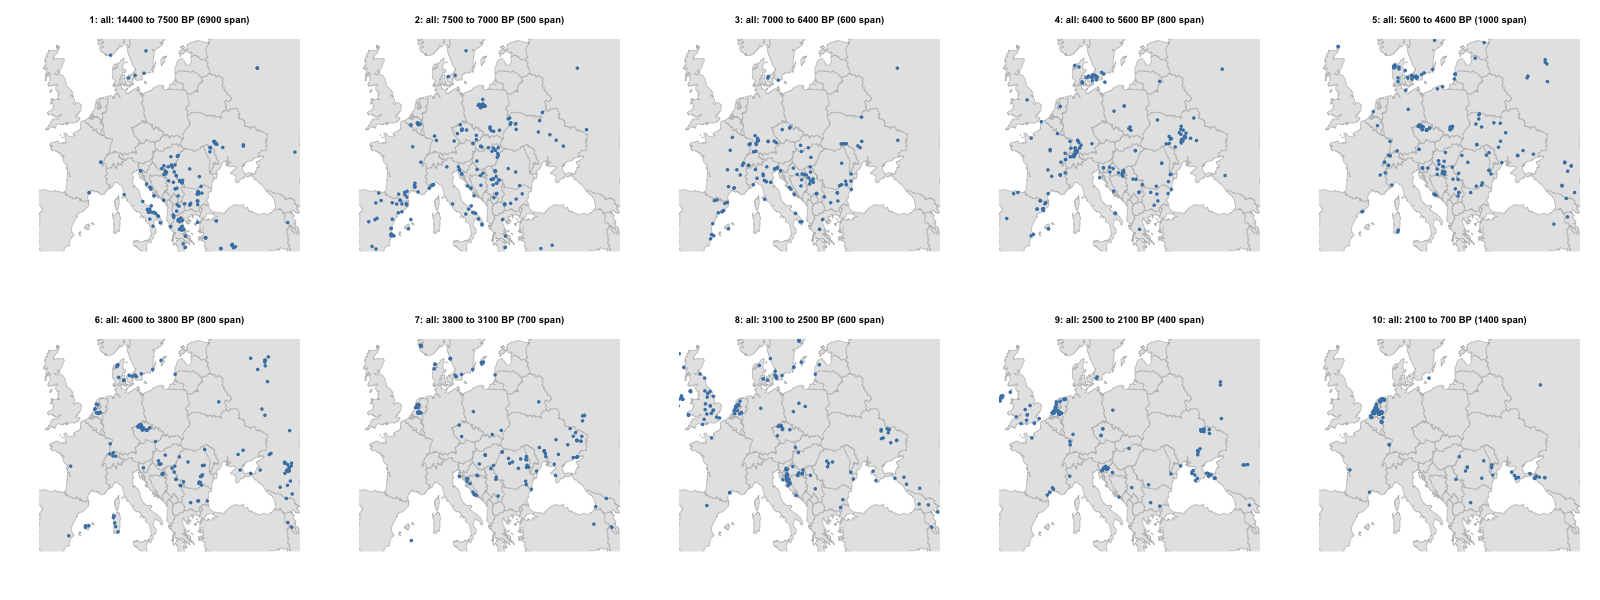 1: all: 14400 to 7500 BP (6900 span)
2: all: 7500 to 7000 BP (500 span)
3: all: 7000 to 6400 BP (600 span)
4: all: 6400 to 5600 BP (800 span)
5: all: 5600 to 4600 BP (1000 span)
6: all: 4600 to 3800 BP (800 span)
7: all: 3800 to 3100 BP (700 span)
8: all: 3100 to 2500 BP (600 span)
9: all: 2500 to 2100 BP (400 span)
10: all: 2100 to 700 BP (1400 span)